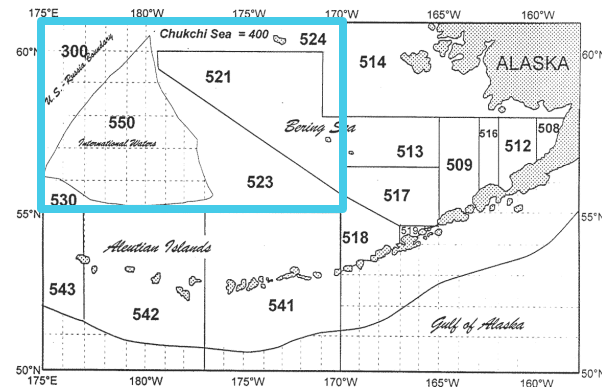 175°E 180°W 175°W 170°W 165°W 160°W
60°N
Chukchi Sea = 400
524
300
U.S. - Russia Boundary
521
514
ALASKA
550
International Waters
Bering Sea
508
516
512
513
509
523
517
530
55°N 55°N
518
519
Aleutian Islands
543
542
541
Gulf of Alaska
50°N 50°N
175°E 180°W 175°W 170°W 165°W 160°W